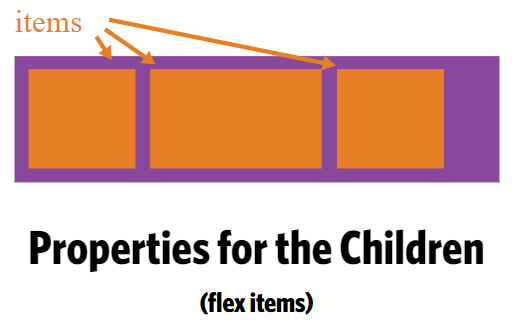 items
Properties for the Children
(flex items)